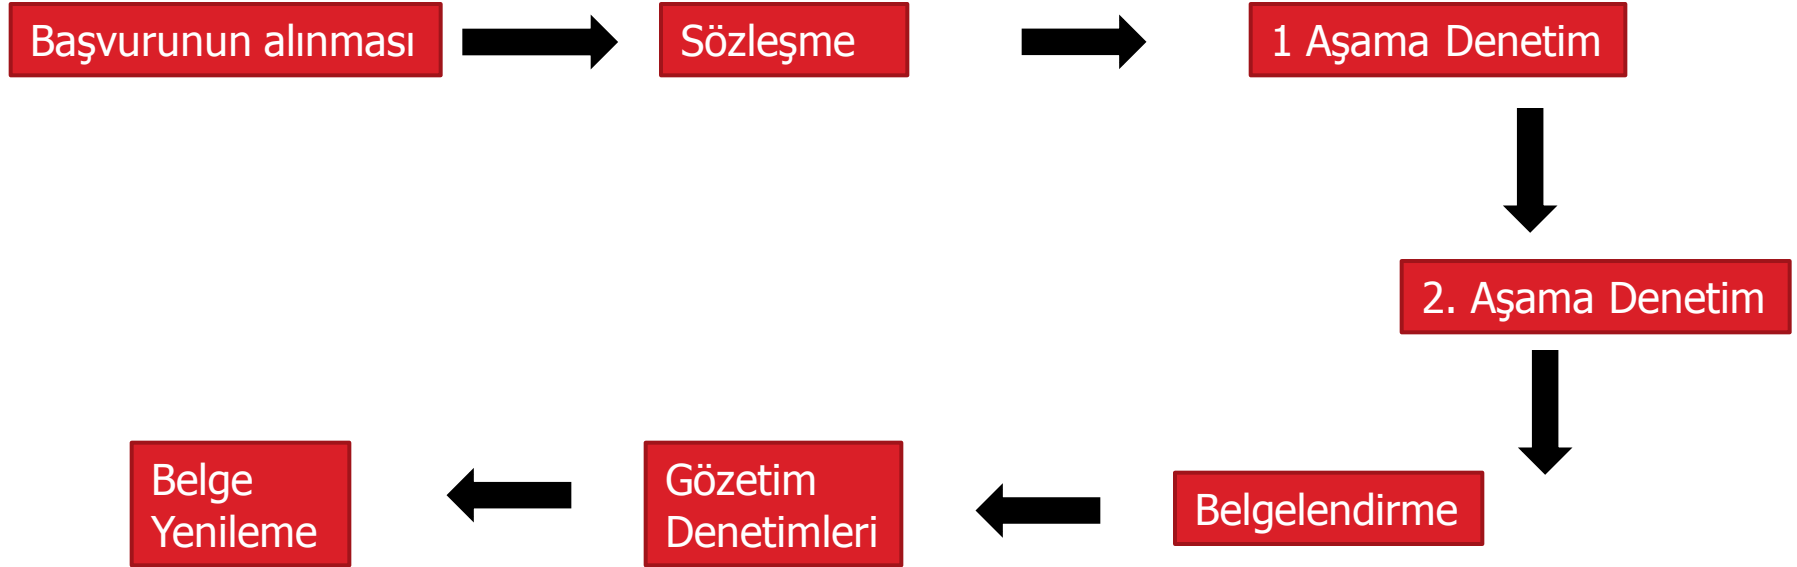 Başvurunun alınması
Sözleşme
1 Aşama Denetim
2. Aşama Denetim
Belgelendirme
Gözetim
Denetimleri
Belge
Yenileme